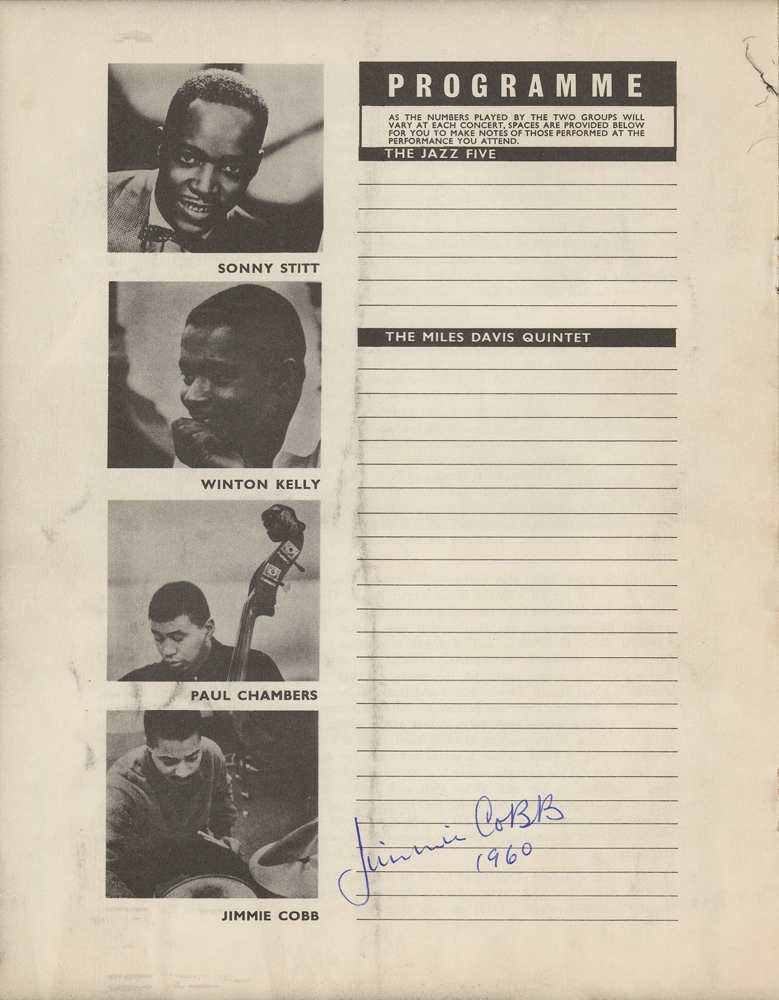 SONNY STITT
WINTON KELLY
PAUL CHAMBERS
JIMMIE COBB
PROGRAMME
AS THE NUMBERS PLAYED BY THE TWO GROUPS WILL
VARY AT EACH CONCERT, SPACES ARE PROVIDED BELOW
FOR YOU TO MAKE NOTES OF THOSE PERFORMED AT THE
PERFORMANCE YOU ATTEND.
THE JAZZ FIVE
THE MILES DAVIS QUINTET
Jimmie CoBB
1960